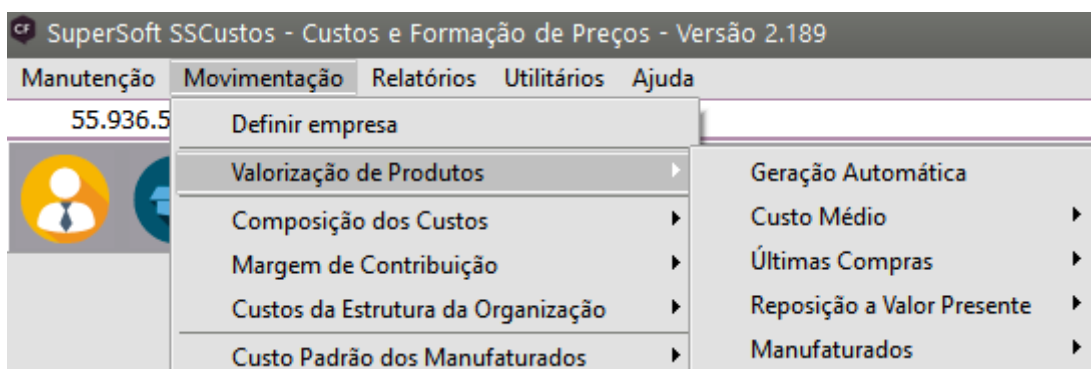 CF SuperSoft SSCustos - Custos e Formação de Preços - Versão 2.189
Manutenção Movimentação Relatórios Utilitários Ajuda
55.936.5
Definir empresa
Valorização de Produtos
Composição dos Custos
Margem de Contribuição
Custos da Estrutura da Organização
Custo Padrão dos Manufaturados
Geração Automática
Custo Médio
Últimas Compras
Reposição a Valor Presente
Manufaturados